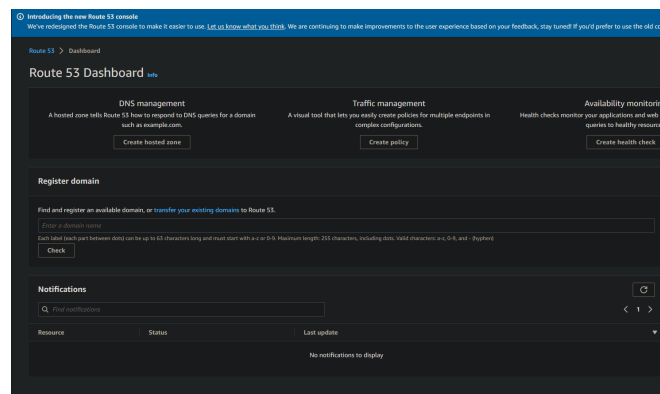 Introducing the new Route 53 console
We've redesigned the Route 53 console to make it easier to use. Let us know what you think. We are continuing to make improvements to the user experience based on your feedback, stay tuned! If you'd prefer to use the old co
Route 53 > Dashboard
Route 53 Dashboard Info
DNS management
A hosted zone tells Route 53 how to respond to DNS queries for a domain
such as example.com.
Create hosted zone
Traffic management
A visual tool that lets you easily create policies for multiple endpoints in
complex configurations.
Create policy
Availability monitorin
Health checks monitor your applications and web
queries to healthy resourc
Create health check
Register domain
Find and register an available domain, or transfer your existing domains to Route 53.
Enter a domain name
Each label (each part between dots) can be up to 63 characters long and must start with a-z or 0-9. Maximum length: 255 characters, including dots. Valid characters: a-z, 0-9, and - (hyphen)
Check
Notifications
Find notifications
< 1 >
Resource Status Last update
No notifications to display